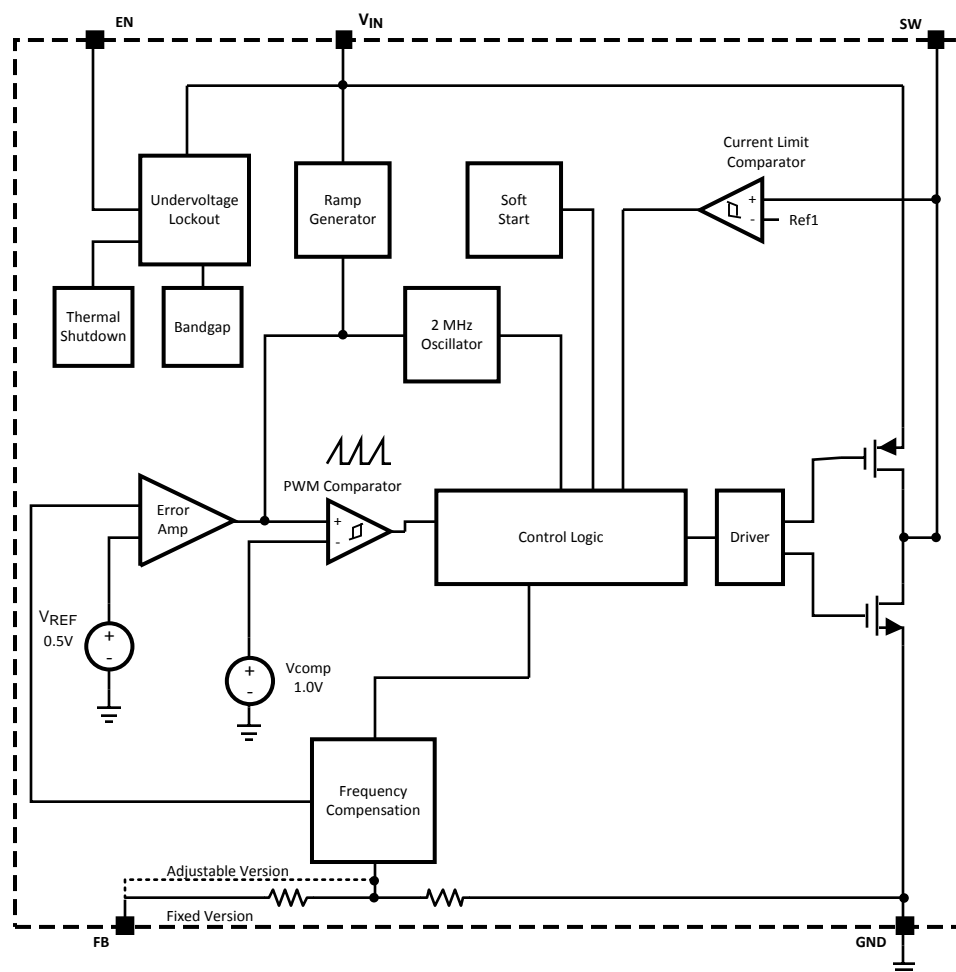 EN
VIN
SW
Current Limit
Comparator
Undervoltage
Lockout
Ramp
Generator
Soft
Start
+
-
Ref1
Thermal
Shutdown
Bandgap
2 MHz
Oscillator
PWM Comparator
Error
Amp
+
-
Control Logic
Driver
VREF
0.5V
+
-
Vcomp
1.0V
+
-
Frequency
Compensation
Adjustable Version
Fixed Version
FB
GND